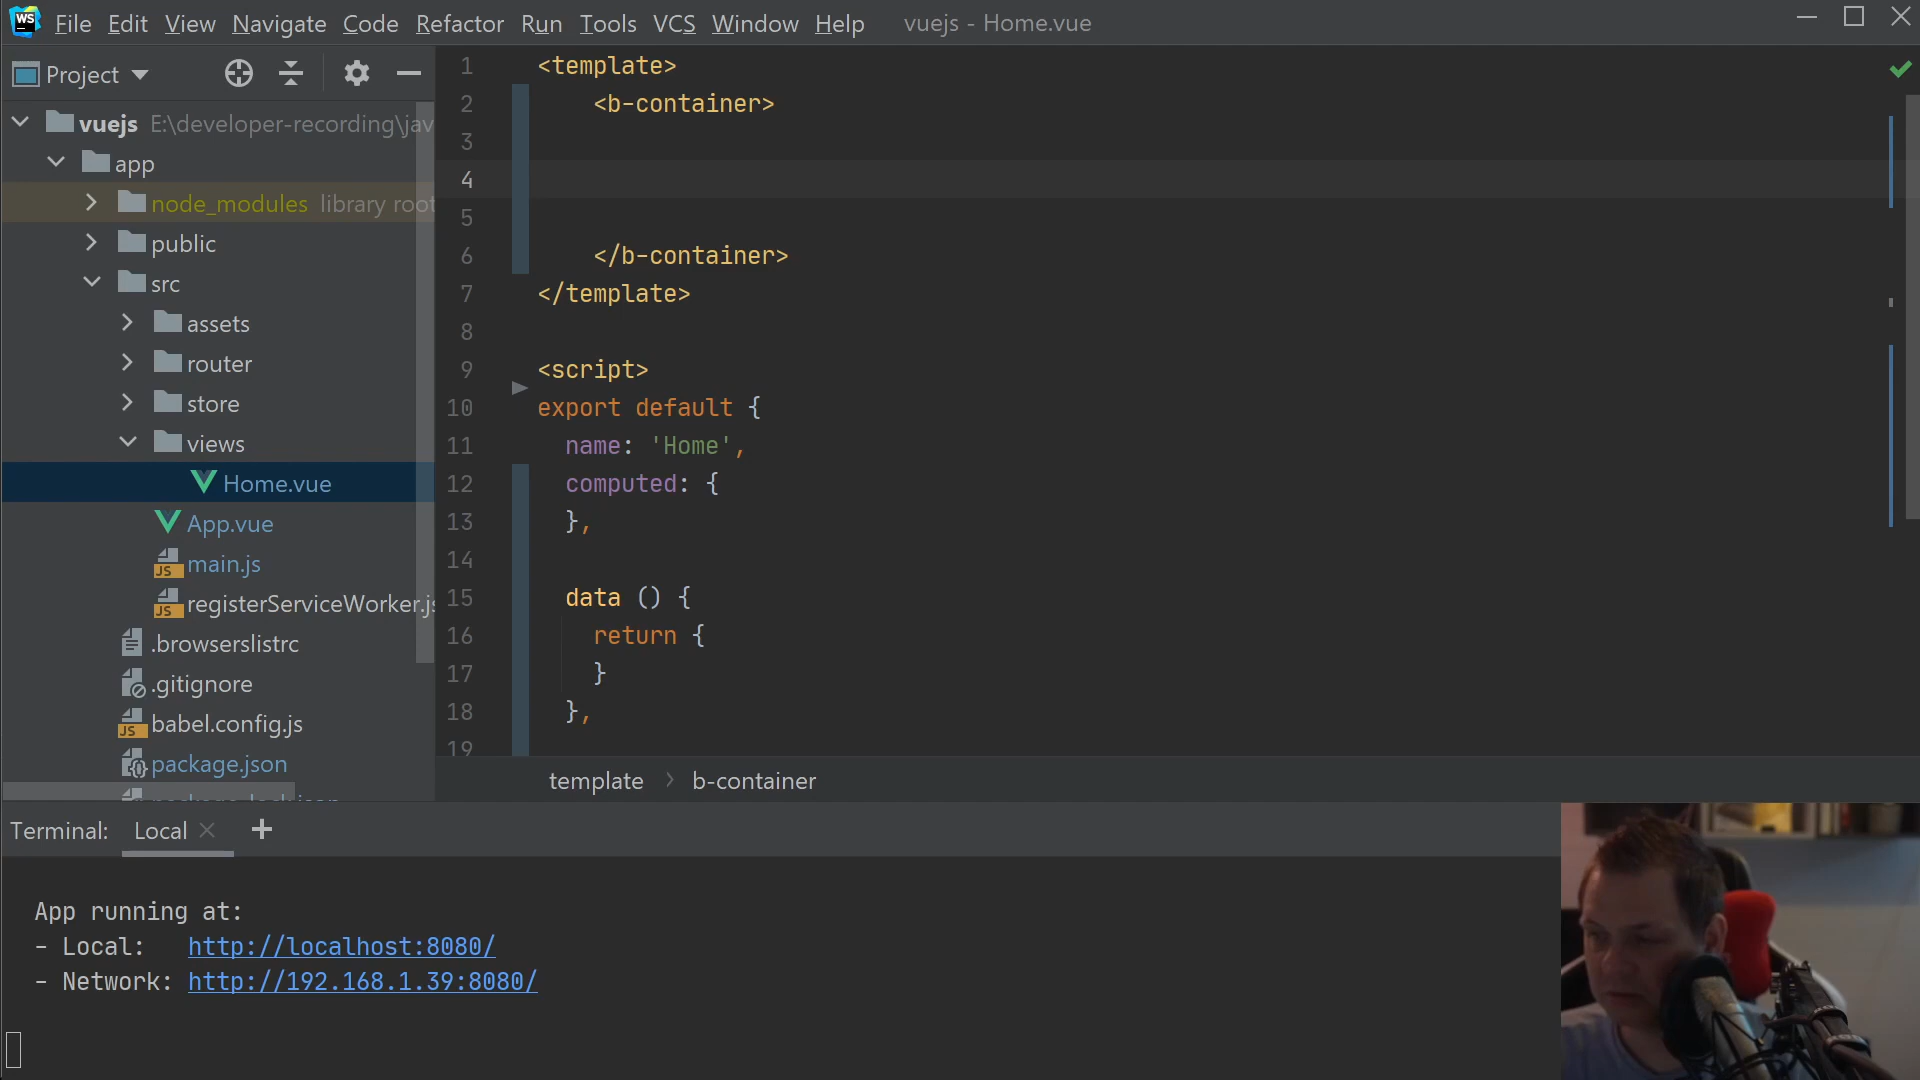 WS File Edit View Navigate Code Refactor Run Tools VCS Window Help vuejs - Home.vue
Project
vuejs E:\developer-recording\jav
app
node_modules library root
public
src
assets
router
store
views
Home.vue
App.vue
JS main.js
JS registerServiceWorker.js
.browserslistrc
.gitignore
JS babel.config.js
package.json
1 <template>
2 <b-container>
3
4
5
6 </b-container>
7 </template>
8
9 <script>
10 export default {
11 name: 'Home',
12 computed: {
13 },
14
15 data () {
16 return {
17 }
18 },
19
template > b-container
Terminal: Local × +
App running at:
- Local: http://localhost:8080/
- Network: http://192.168.1.39:8080/